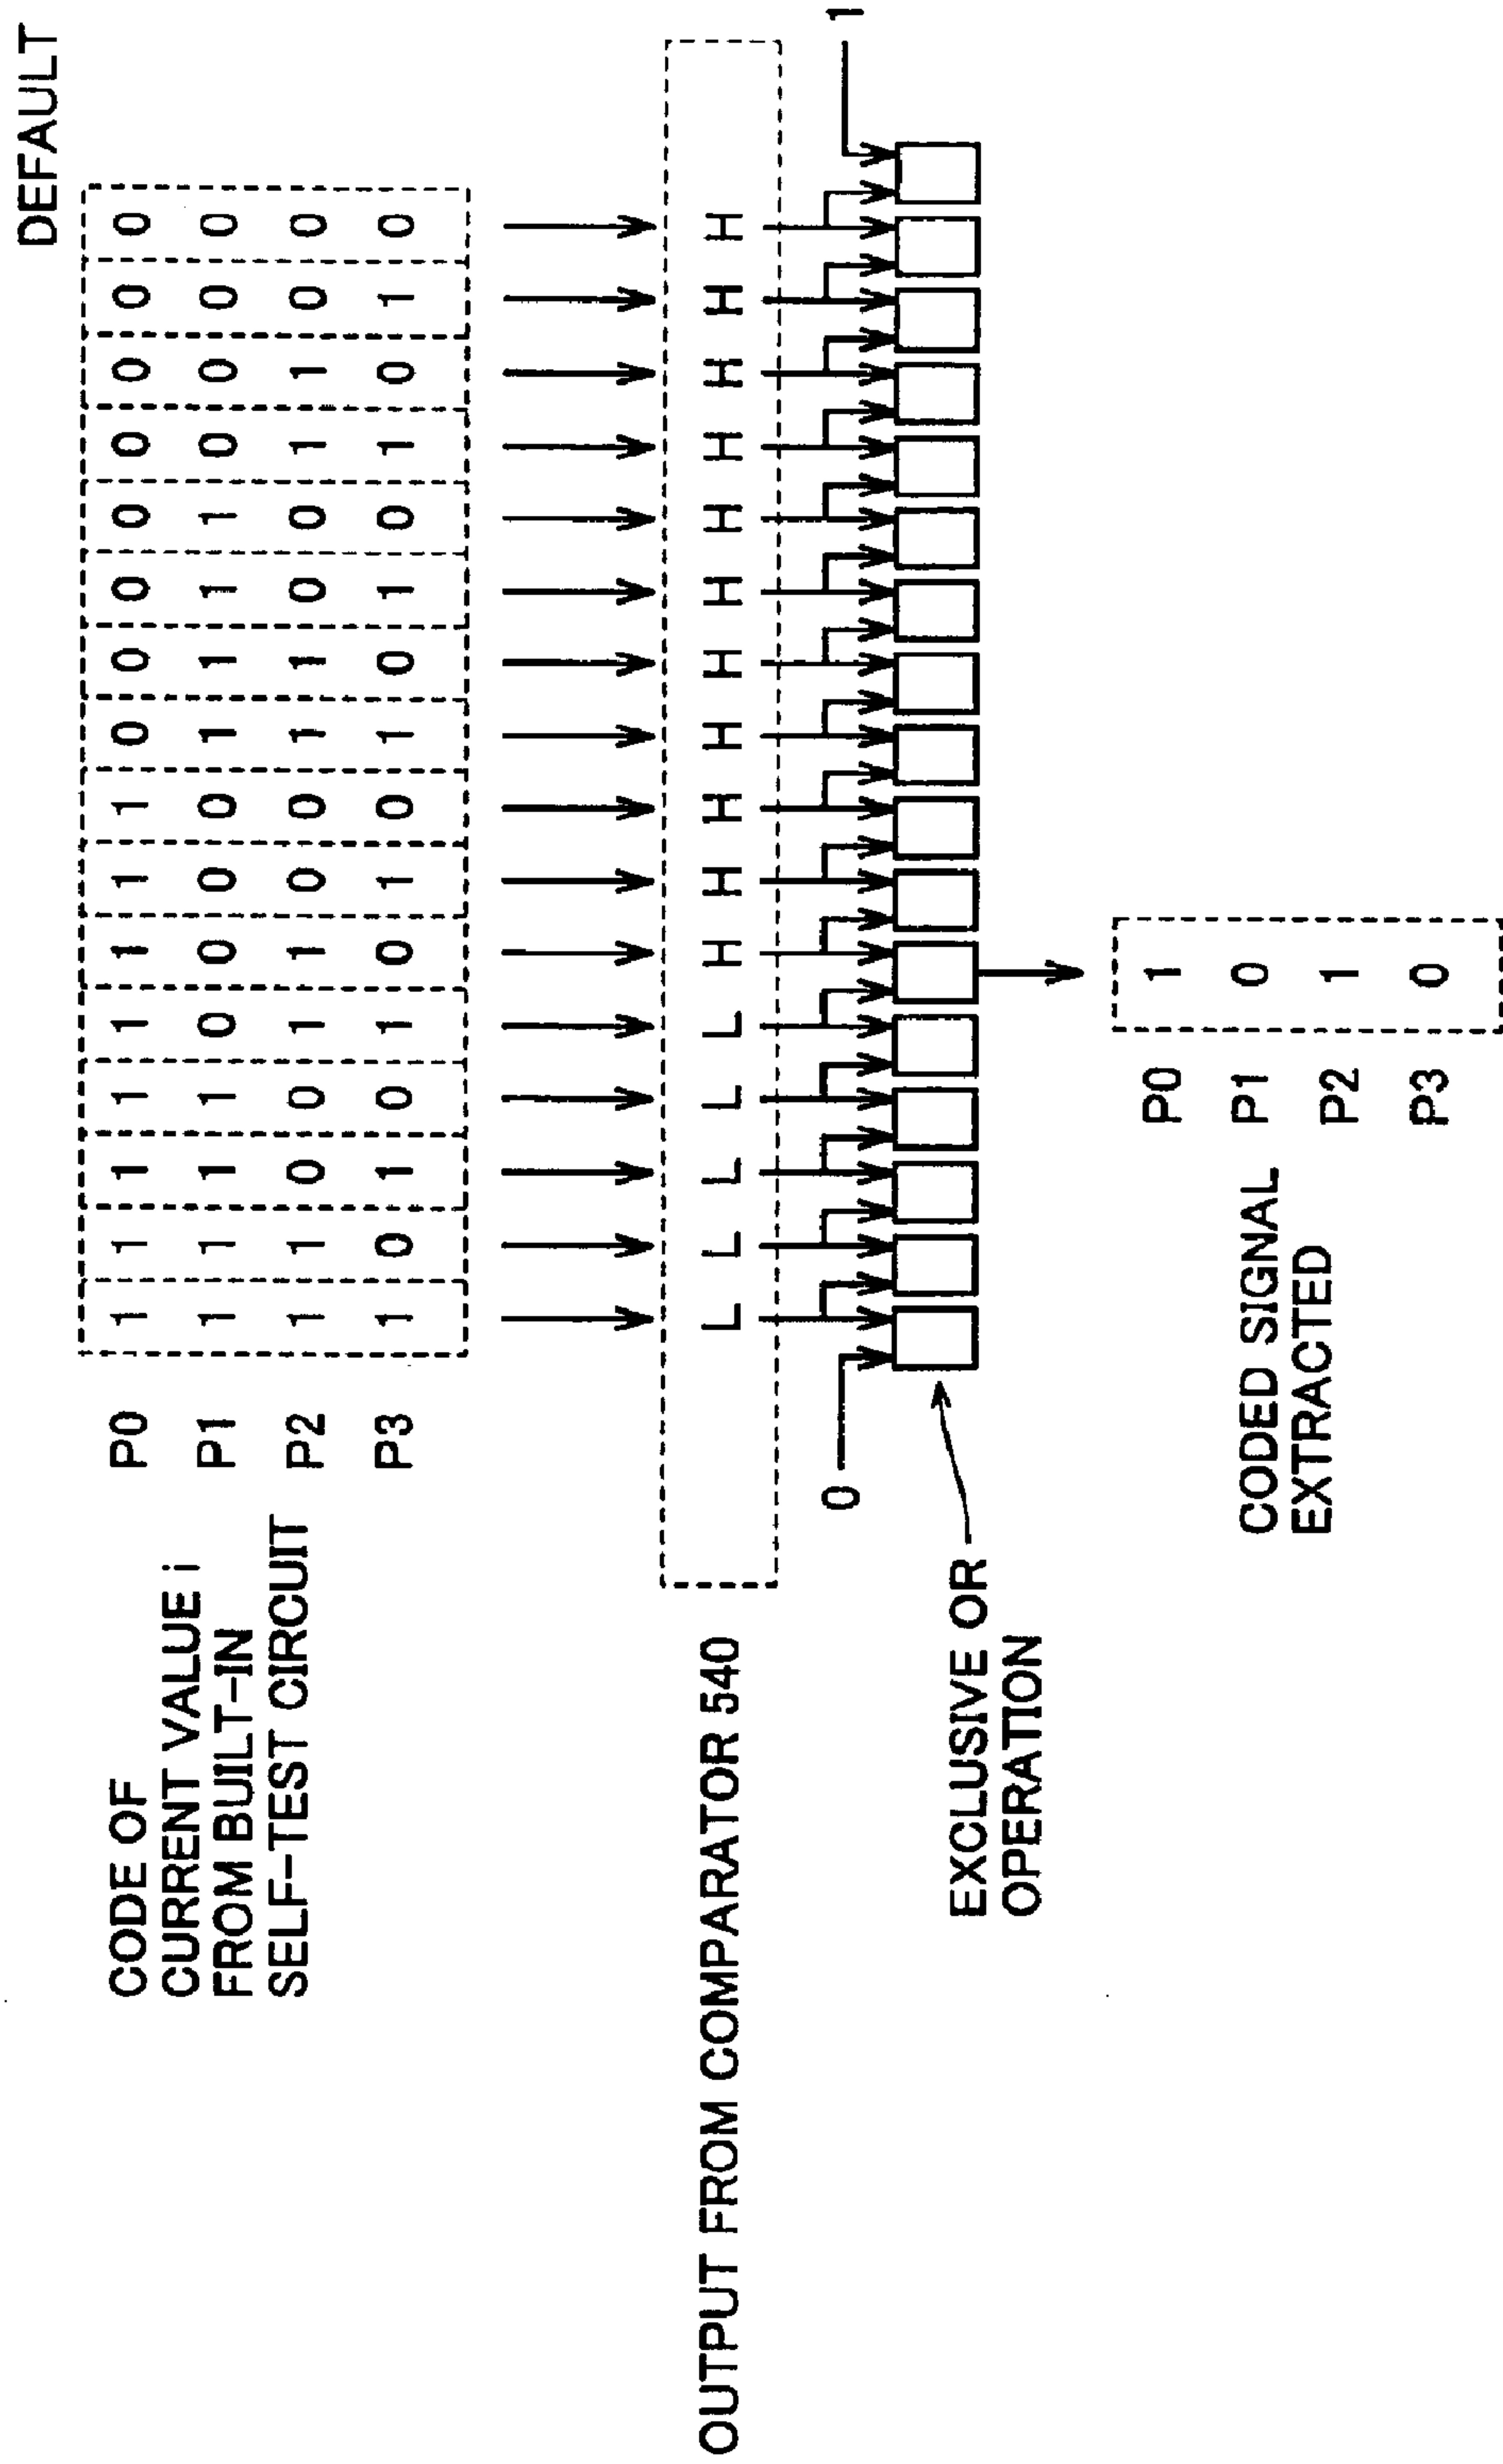 DEFAULT
CODE OF
CURRENT VALUE i
FROM BUILT-IN
SELF-TEST CIRCUIT
P0 1 1 1 1 1 1 1 1 0 0 0 0 0 0 0 0
P1 1 1 1 1 0 0 0 0 1 1 1 1 0 0 0 0
P2 1 1 0 0 1 1 0 0 1 1 0 0 1 1 0 0
P3 1 0 1 0 1 0 1 0 1 0 1 0 1 0 1 0
OUTPUT FROM COMPARATOR 540
L L L L L H H H H H H H H H H H
0
1
EXCLUSIVE OR
OPERATION
CODED SIGNAL
EXTRACTED
P0 1
P1 0
P2 1
P3 0